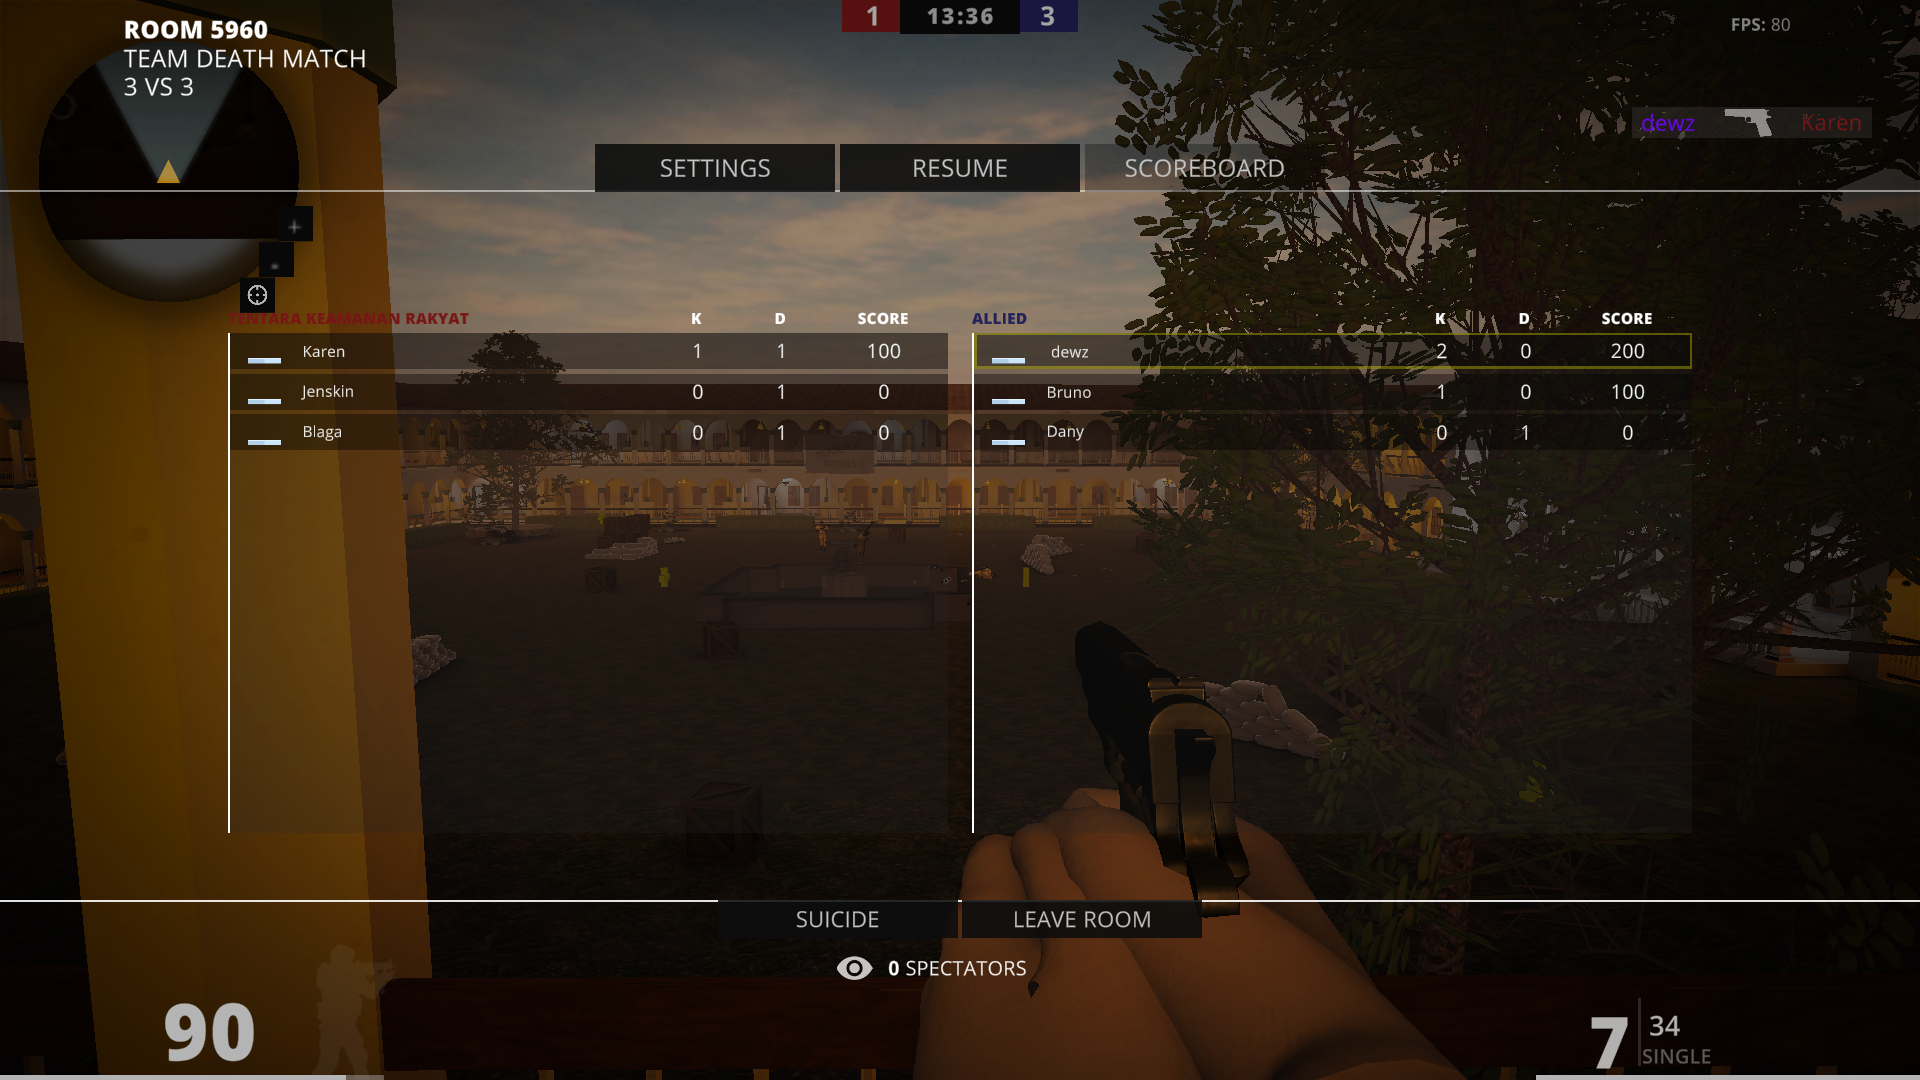 ROOM 5960
TEAM DEATH MATCH
3 VS 3
1 13:36 3
FPS: 80
dewz Karen
SETTINGS RESUME SCOREBOARD
TENTARA KEAMANAN RAKYAT K D SCORE
Karen 1 1 100
Jenskin 0 1 0
Blaga 0 1 0
ALLIED K D SCORE
dewz 2 0 200
Bruno 1 0 100
Dany 0 1 0
SUICIDE LEAVE ROOM
0 SPECTATORS
90
7 34
SINGLE